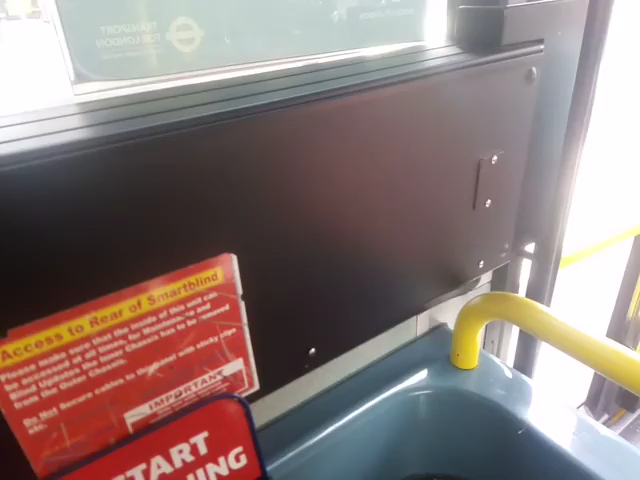 TRANSPORT
FOR LONDON
Access to Rear of Smartblind
Please make sure that the inside of this unit can
be accessed at all times, for Maintenance and
Blind Updates the Inner Chassis has to be removed
from the Outer Chassis.
Do Not Secure cables to the panel with sticky clips
etc.
IMPORTANT
START